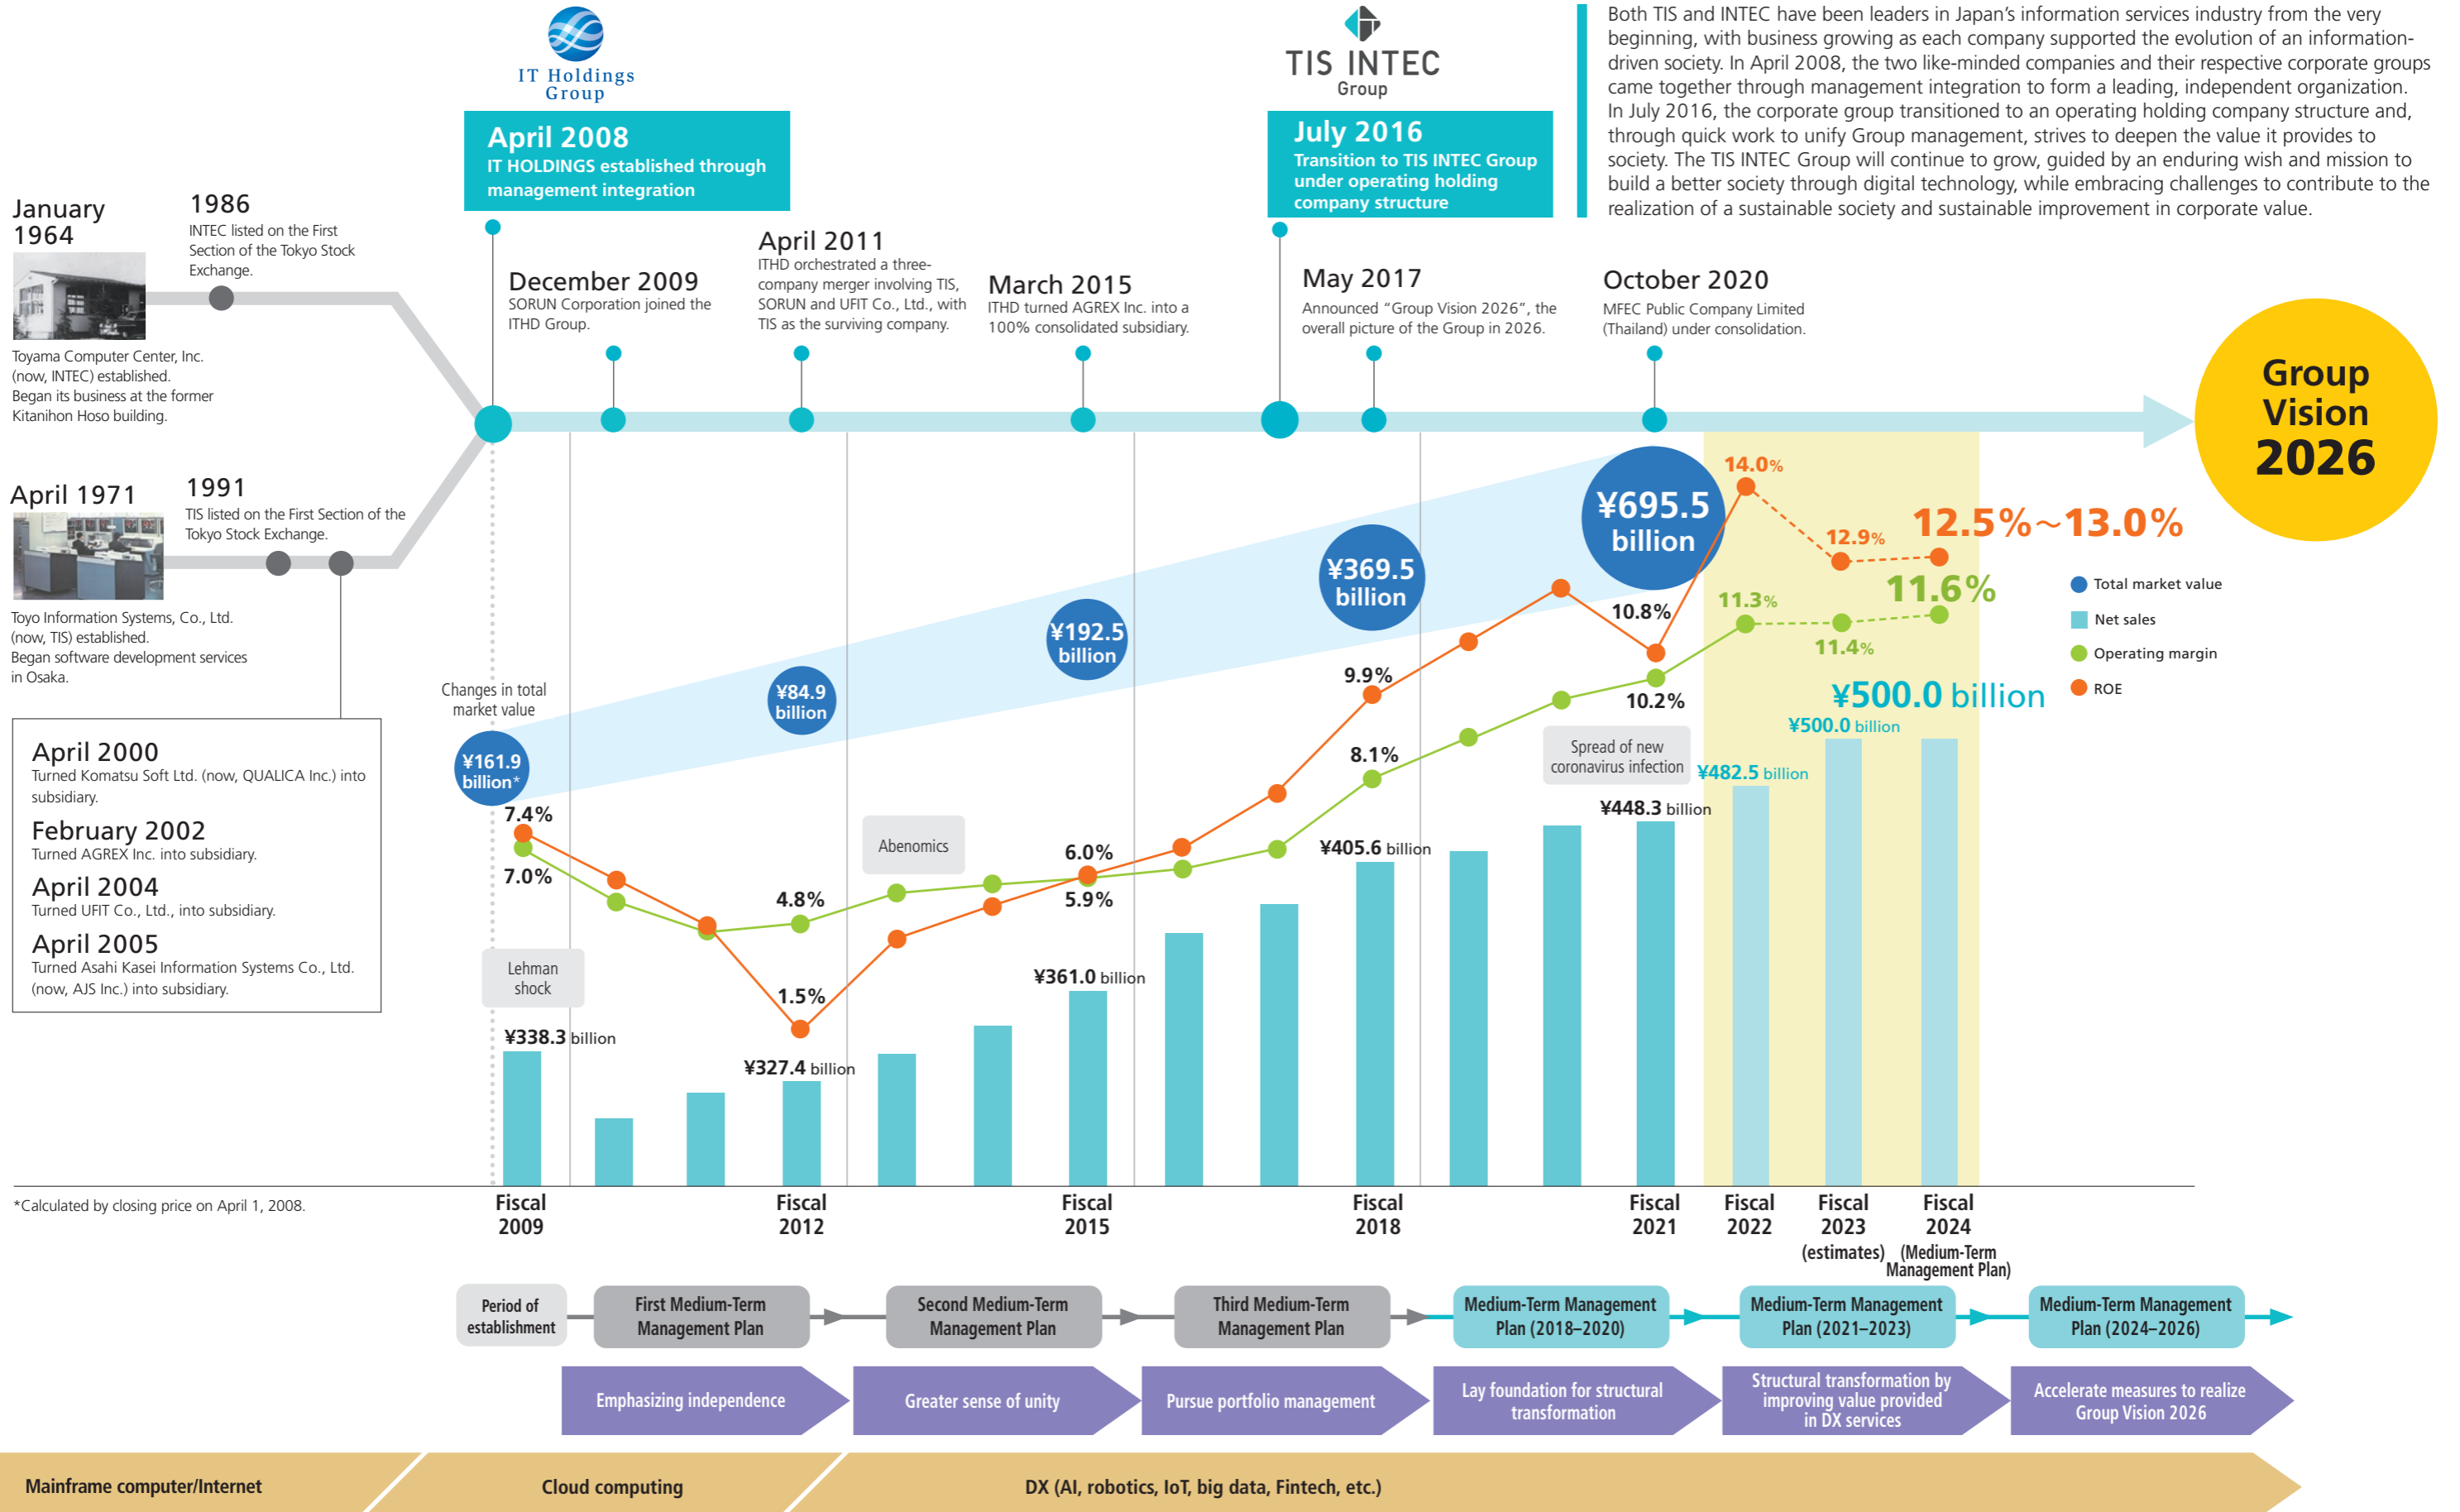 IT Holdings
Group
TIS INTEC
Group
Both TIS and INTEC have been leaders in Japan's information services industry from the very
beginning, with business growing as each company supported the evolution of an information-
driven society. In April 2008, the two like-minded companies and their respective corporate groups
came together through management integration to form a leading, independent organization.
In July 2016, the corporate group transitioned to an operating holding company structure and,
through quick work to unify Group management, strives to deepen the value it provides to
society. The TIS INTEC Group will continue to grow, guided by an enduring wish and mission to
build a better society through digital technology, while embracing challenges to contribute to the
realization of a sustainable society and sustainable improvement in corporate value.
April 2008
IT HOLDINGS established through
management integration
July 2016
Transition to TIS INTEC Group
under operating holding
company structure
January
1964
Toyama Computer Center, Inc.
(now, INTEC) established.
Began its business at the former
Kitanihon Hoso building.
1986
INTEC listed on the First
Section of the Tokyo Stock
Exchange.
April 1971
Toyo Information Systems, Co., Ltd.
(now, TIS) established.
Began software development services
in Osaka.
1991
TIS listed on the First Section of the
Tokyo Stock Exchange.
April 2000
Turned Komatsu Soft Ltd. (now, QUALICA Inc.) into
subsidiary.
February 2002
Turned AGREX Inc. into subsidiary.
April 2004
Turned UFIT Co., Ltd., into subsidiary.
April 2005
Turned Asahi Kasei Information Systems Co., Ltd.
(now, AJS Inc.) into subsidiary.
December 2009
SORUN Corporation joined the
ITHD Group.
April 2011
ITHD orchestrated a three-
company merger involving TIS,
SORUN and UFIT Co., Ltd., with
TIS as the surviving company.
March 2015
ITHD turned AGREX Inc. into a
100% consolidated subsidiary.
May 2017
Announced “Group Vision 2026”, the
overall picture of the Group in 2026.
October 2020
MFEC Public Company Limited
(Thailand) under consolidation.
Group
Vision
2026
Changes in total
market value
¥161.9
billion*
¥84.9
billion
¥192.5
billion
¥369.5
billion
¥695.5
billion
7.4%
7.0%
4.8%
1.5%
6.0%
5.9%
9.9%
8.1%
10.8%
10.2%
14.0%
11.3%
12.9%
11.4%
12.5%~13.0%
11.6%
Total market value
Net sales
Operating margin
ROE
Lehman
shock
Abenomics
Spread of new
coronavirus infection
¥338.3 billion
¥327.4 billion
¥361.0 billion
¥405.6 billion
¥448.3 billion
¥482.5 billion
¥500.0 billion
¥500.0 billion
*Calculated by closing price on April 1, 2008.
Fiscal
2009
Fiscal
2012
Fiscal
2015
Fiscal
2018
Fiscal
2021
Fiscal
2022
Fiscal
2023
(estimates)
Fiscal
2024
(Medium-Term
Management Plan)
Period of
establishment
First Medium-Term
Management Plan
Second Medium-Term
Management Plan
Third Medium-Term
Management Plan
Medium-Term Management
Plan (2018–2020)
Medium-Term Management
Plan (2021–2023)
Medium-Term Management
Plan (2024–2026)
Emphasizing independence
Greater sense of unity
Pursue portfolio management
Lay foundation for structural
transformation
Structural transformation by
improving value provided
in DX services
Accelerate measures to realize
Group Vision 2026
Mainframe computer/Internet
Cloud computing
DX (AI, robotics, IoT, big data, Fintech, etc.)